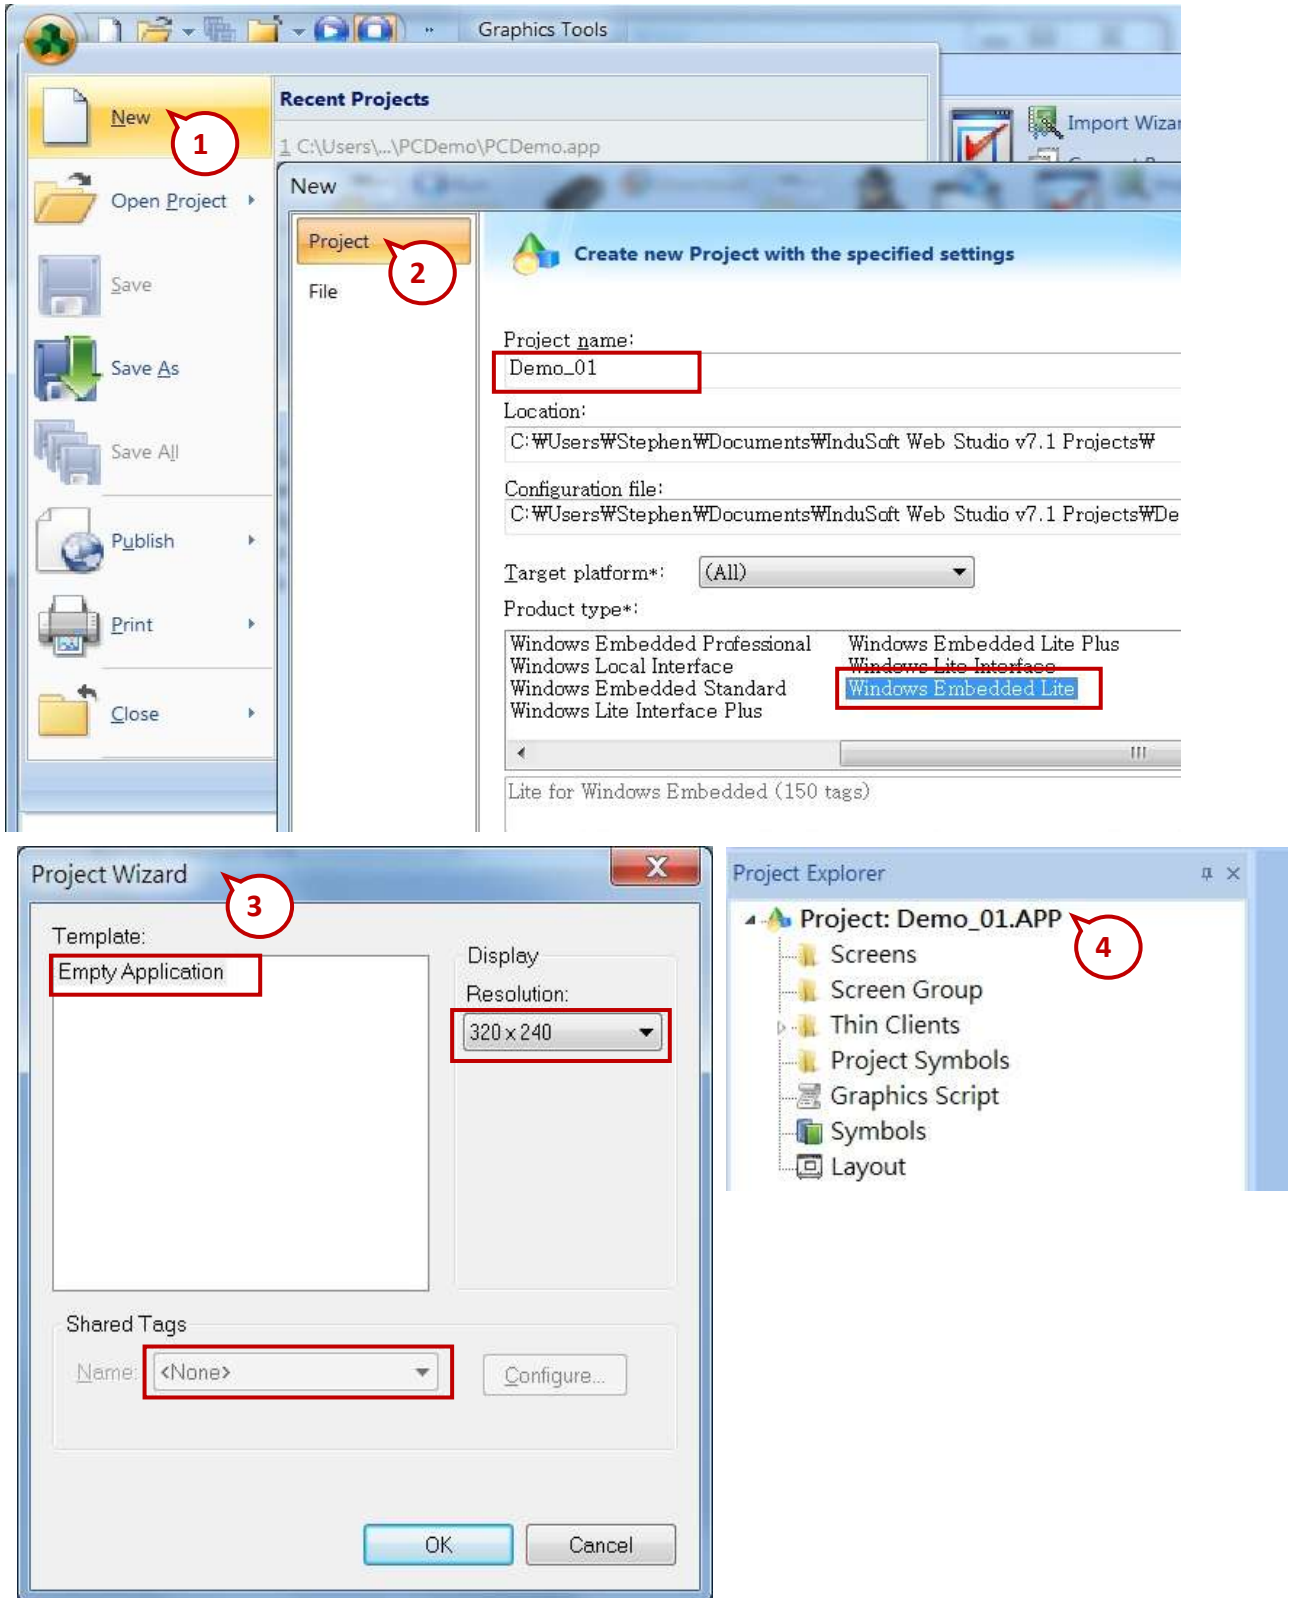 Graphics Tools
New
1
Recent Projects
1 C:\Users\...\PCDemo\PCDemo.app
Import Wizar
Open Project
Save
Save As
Save All
Publish
Print
Close
New
Project
2
File
Create new Project with the specified settings
Project name:
Demo_01
Location:
C:₩Users₩Stephen₩Documents₩InduSoft Web Studio v7.1 Projects₩
Configuration file:
C:₩Users₩Stephen₩Documents₩InduSoft Web Studio v7.1 Projects₩De
Target platform*: (All)
Product type*:
Windows Embedded Professional Windows Embedded Lite Plus
Windows Local Interface Windows Lite Interface
Windows Embedded Standard Windows Embedded Lite
Windows Lite Interface Plus
Lite for Windows Embedded (150 tags)
Project Wizard
3
Template:
Empty Application
Display
Resolution:
320 x 240
Shared Tags
Name: <None> Configure...
OK Cancel
Project Explorer
Project: Demo_01.APP
4
Screens
Screen Group
Thin Clients
Project Symbols
Graphics Script
Symbols
Layout